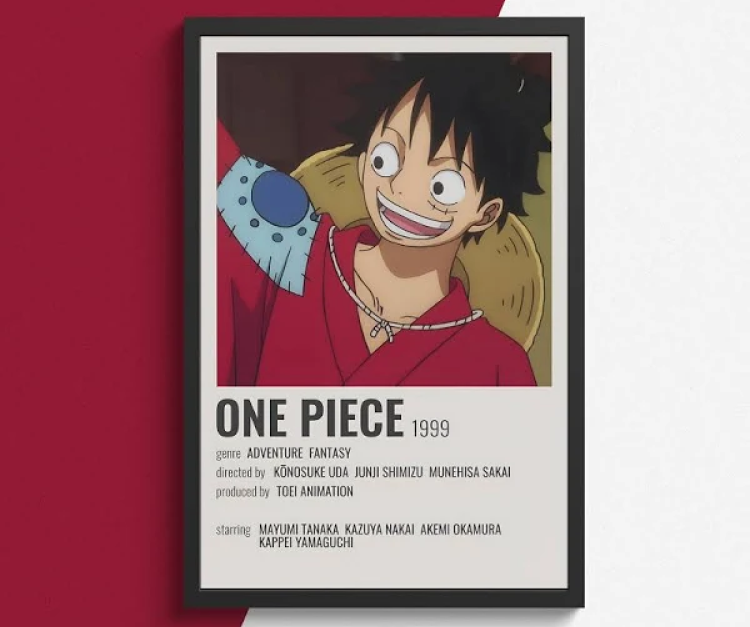 ONE PIECE 1999
genre ADVENTURE FANTASY
directed by KŌNOSUKE UDA JUNJI SHIMIZU MUNEHISA SAKAI
produced by TOEI ANIMATION
starring MAYUMI TANAKA KAZUYA NAKAI AKEMI OKAMURA
KAPPEI YAMAGUCHI